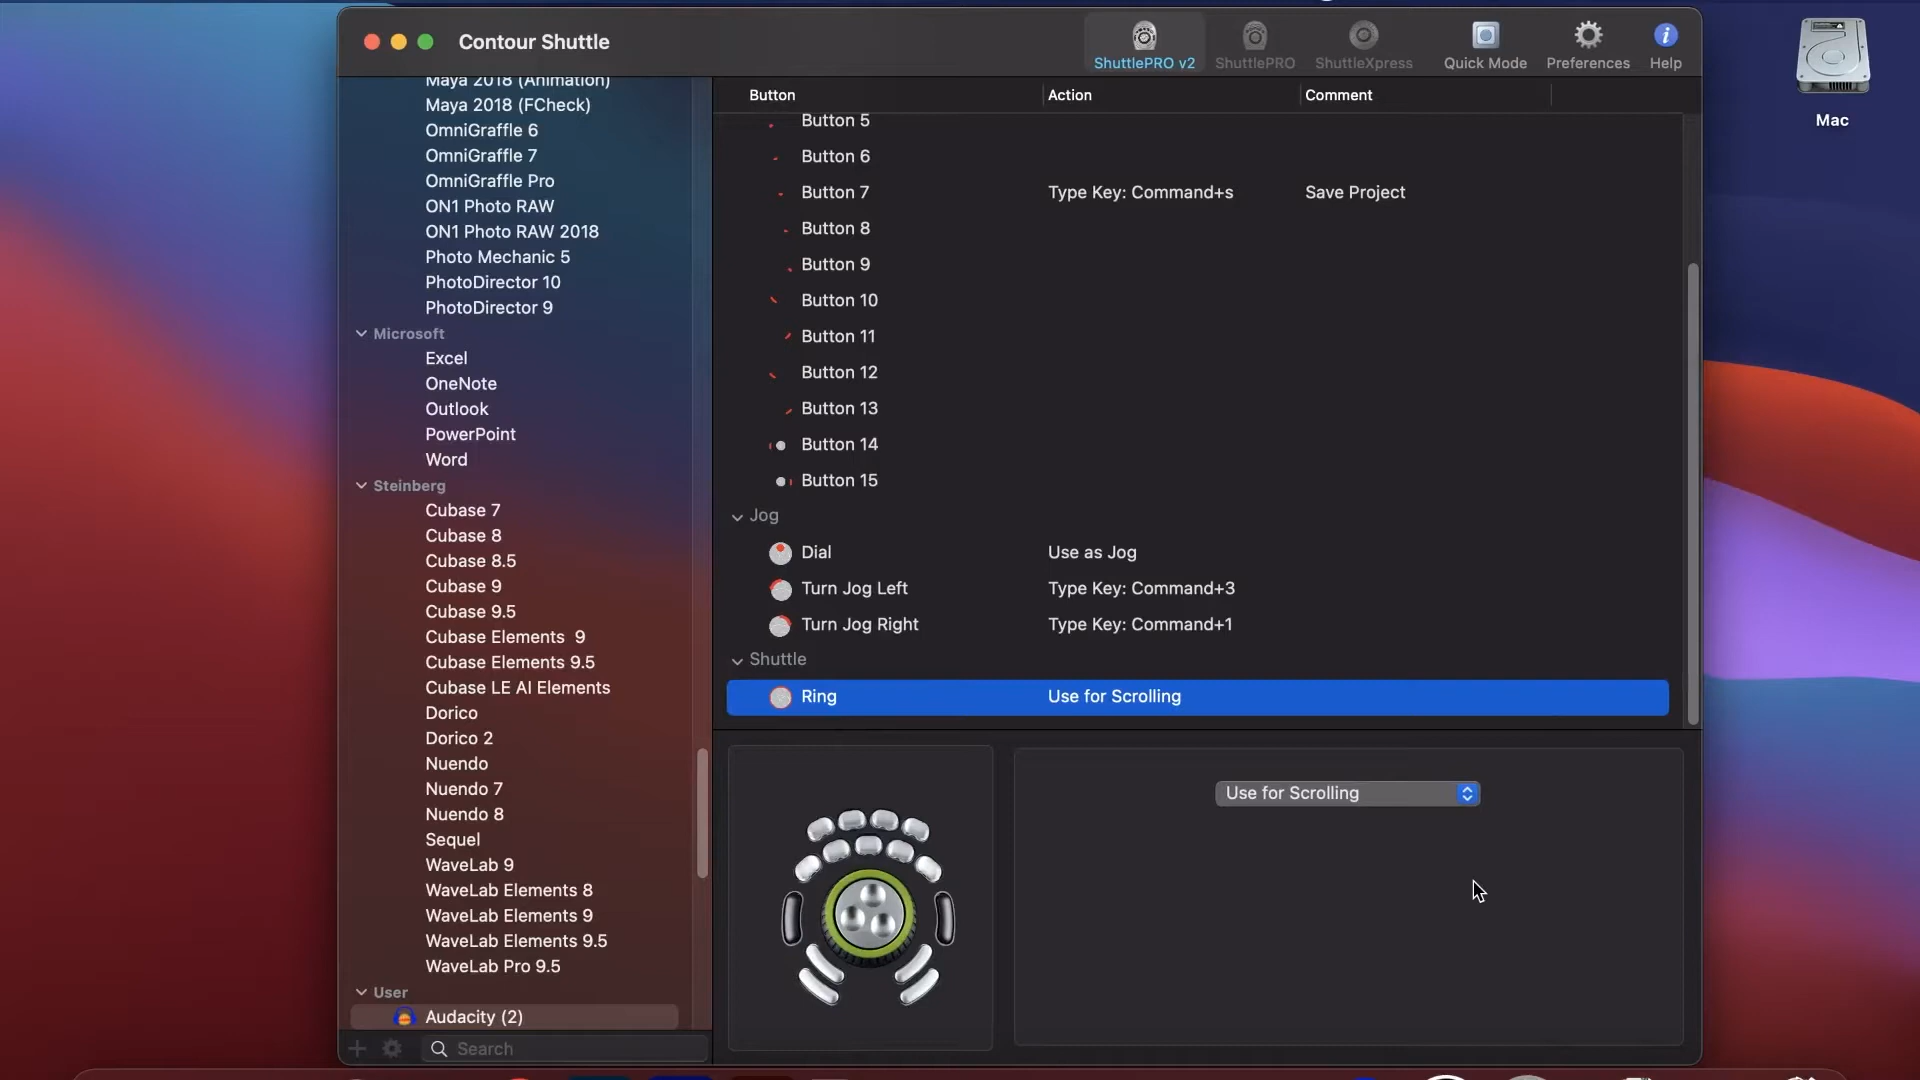 Contour Shuttle
ShuttlePRO v2
ShuttlePRO
ShuttleXpress
Quick Mode
Preferences
Help
Mac
Maya 2018 (Animation)
Maya 2018 (FCheck)
OmniGraffle 6
OmniGraffle 7
OmniGraffle Pro
ON1 Photo RAW
ON1 Photo RAW 2018
Photo Mechanic 5
PhotoDirector 10
PhotoDirector 9
Microsoft
Excel
OneNote
Outlook
PowerPoint
Word
Steinberg
Cubase 7
Cubase 8
Cubase 8.5
Cubase 9
Cubase 9.5
Cubase Elements  9
Cubase Elements 9.5
Cubase LE AI Elements
Dorico
Dorico 2
Nuendo
Nuendo 7
Nuendo 8
Sequel
WaveLab 9
WaveLab Elements 8
WaveLab Elements 9
WaveLab Elements 9.5
WaveLab Pro 9.5
User
Audacity (2)
Search
Button Action Comment
Button 5
Button 6
Button 7 Type Key: Command+s Save Project
Button 8
Button 9
Button 10
Button 11
Button 12
Button 13
Button 14
Button 15
Jog
Dial Use as Jog
Turn Jog Left Type Key: Command+3
Turn Jog Right Type Key: Command+1
Shuttle
Ring Use for Scrolling
Use for Scrolling